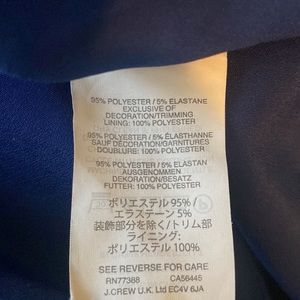 95% POLYESTER / 5% ELASTANE
EXCLUSIVE OF
DECORATION/TRIMMING
LINING: 100% POLYESTER
95% POLYESTER / 5% ÉLASTHANNE
SAUF DÉCORATION/GARNITURES
DOUBLURE: 100% POLYESTER
95% POLYESTER / 5% ELASTAN
AUSGENOMMEN
DEKORATION/BESATZ
FUTTER: 100% POLYESTER
ポリエステル 95% /
エラステーン 5%
装飾部分を除く/トリム部
ライニング:
ポリエステル 100%
SEE REVERSE FOR CARE
RN77388 CA56445
J.CREW U.K. Ltd EC4V 6JA